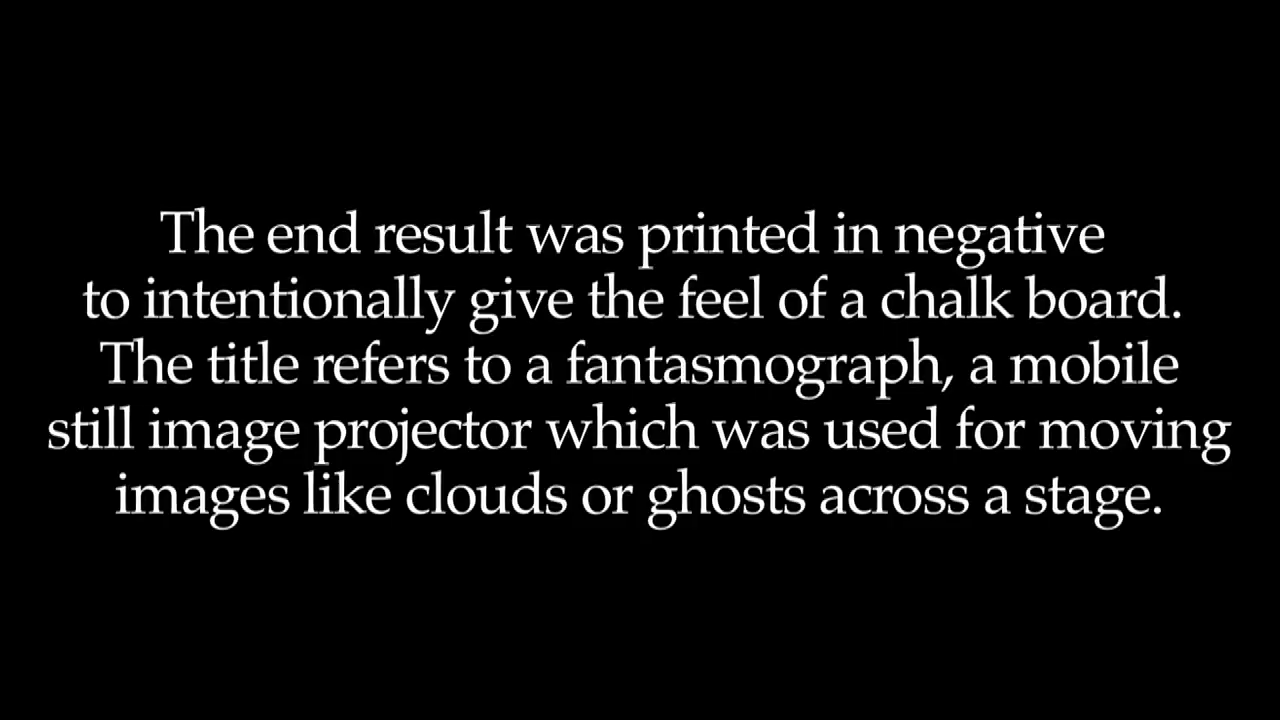 The end result was printed in negative
to intentionally give the feel of a chalk board.
The title refers to a fantasmograph, a mobile
still image projector which was used for moving
images like clouds or ghosts across a stage.